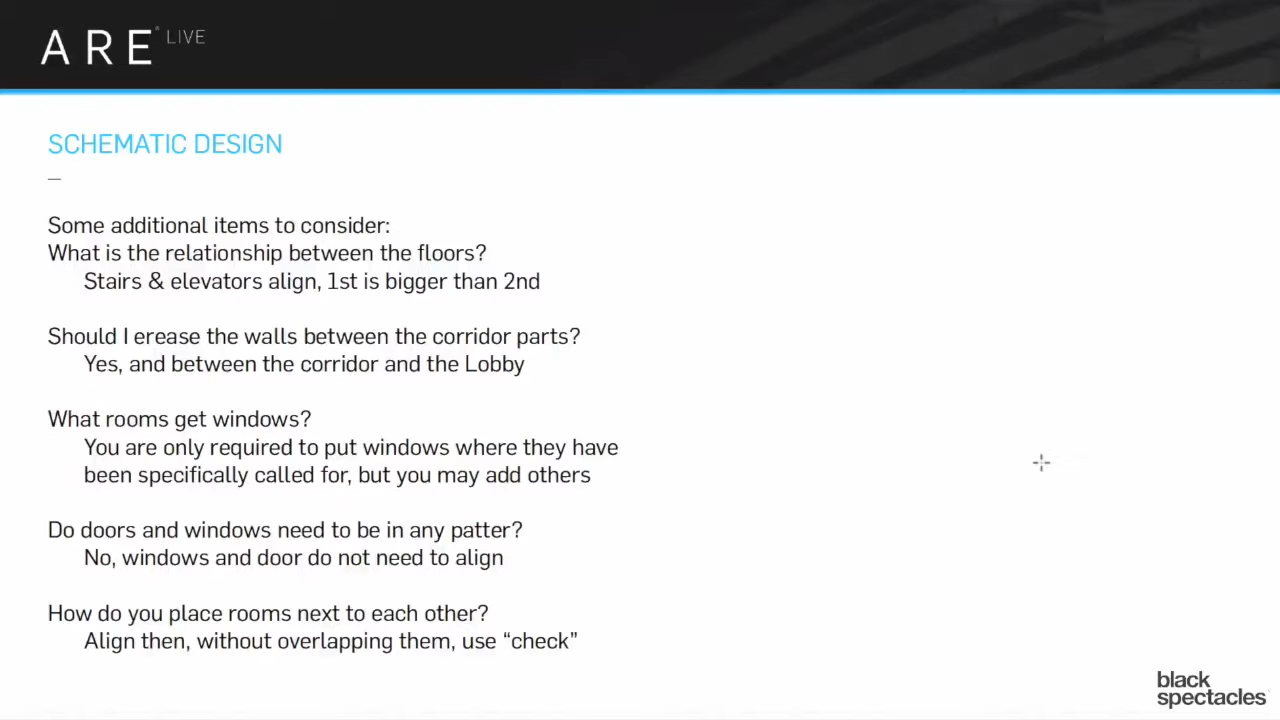 ARE® LIVE
SCHEMATIC DESIGN
–
Some additional items to consider:
What is the relationship between the floors?
Stairs & elevators align, 1st is bigger than 2nd
Should I erease the walls between the corridor parts?
Yes, and between the corridor and the Lobby
What rooms get windows?
You are only required to put windows where they have
been specifically called for, but you may add others
Do doors and windows need to be in any patter?
No, windows and door do not need to align
How do you place rooms next to each other?
Align then, without overlapping them, use “check”
black
spectacles